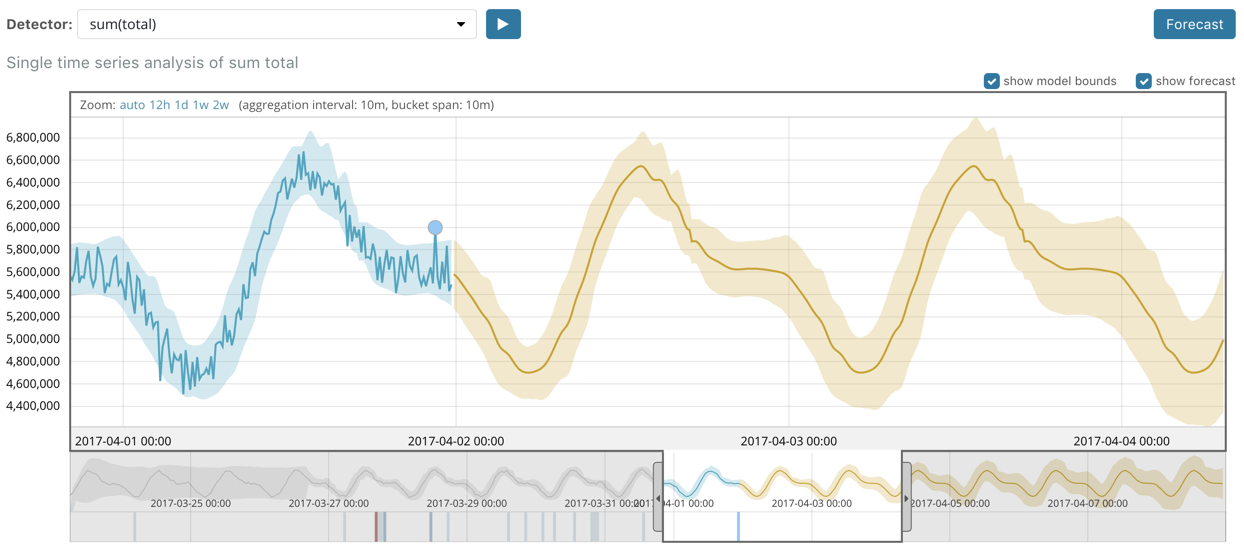 Detector: sum(total) Forecast
Single time series analysis of sum total
show model bounds show forecast
Zoom: auto 12h 1d 1w 2w (aggregation interval: 10m, bucket span: 10m)
6,800,000
6,600,000
6,400,000
6,200,000
6,000,000
5,800,000
5,600,000
5,400,000
5,200,000
5,000,000
4,800,000
4,600,000
4,400,000
2017-04-01 00:00 2017-04-02 00:00 2017-04-03 00:00 2017-04-04 00:00
2017-03-25 00:00 2017-03-27 00:00 2017-03-29 00:00 2017-03-31 00:00 2017-04-01 00:00 2017-04-03 00:00 2017-04-05 00:00 2017-04-07 00:00